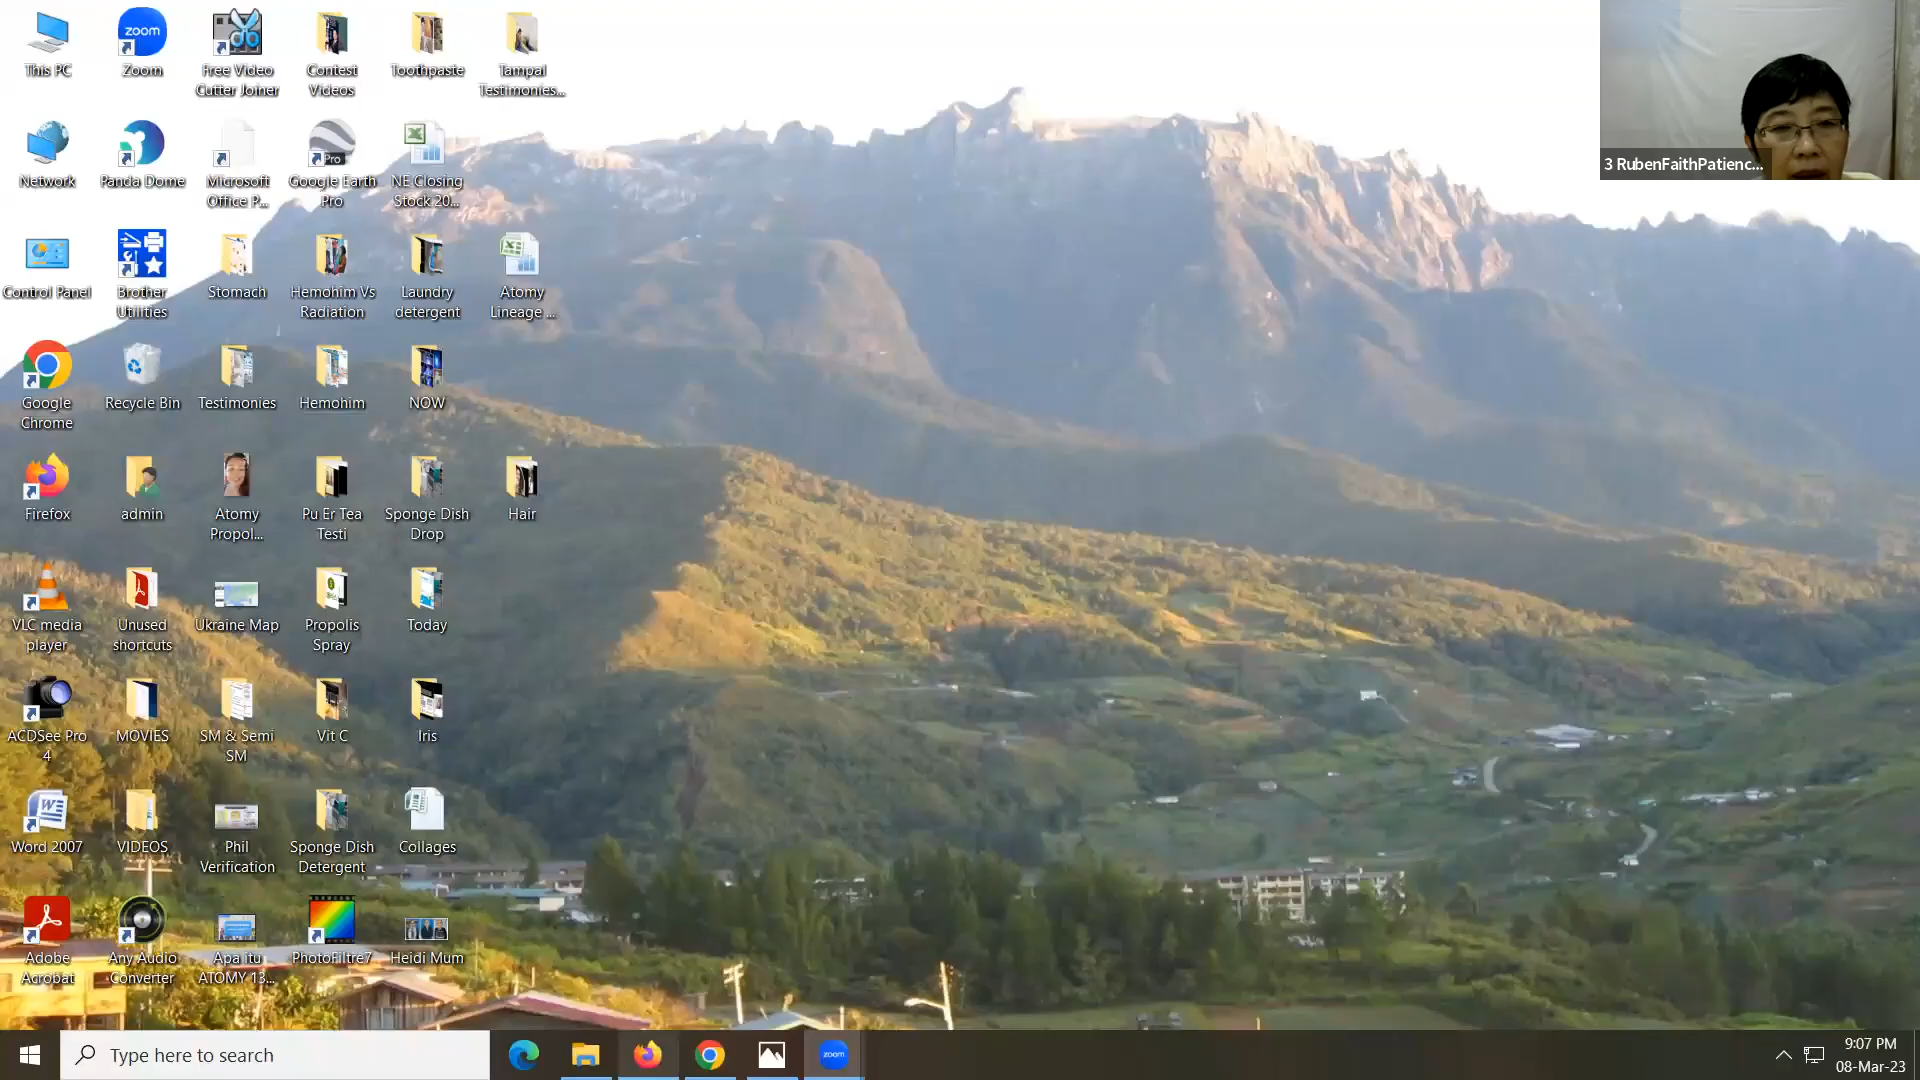 This PC
Zoom
Free Video
Cutter Joiner
Contest
Videos
Toothpaste
Tampal
Testimonies...
3 RubenFaithPatienc...
Network
Panda Dome
Microsoft
Office P...
Google Earth
Pro
NE Closing
Stock 20...
Control Panel
Brother
Utilities
Stomach
Hemohim Vs
Radiation
Laundry
detergent
Atomy
Lineage ...
Google
Chrome
Recycle Bin
Testimonies
Hemohim
NOW
Firefox
admin
Atomy
Propol...
Pu Er Tea
Testi
Sponge Dish
Drop
Hair
VLC media
player
Unused
shortcuts
Ukraine Map
Propolis
Spray
Today
ACDSee Pro
4
MOVIES
SM & Semi
SM
Vit C
Iris
Word 2007
VIDEOS
Phil
Verification
Sponge Dish
Detergent
Collages
Adobe
Acrobat
Any Audio
Converter
Apa itu
ATOMY 13...
PhotoFiltre7
Heidi Mum
Type here to search
zoom
9:07 PM
08-Mar-23